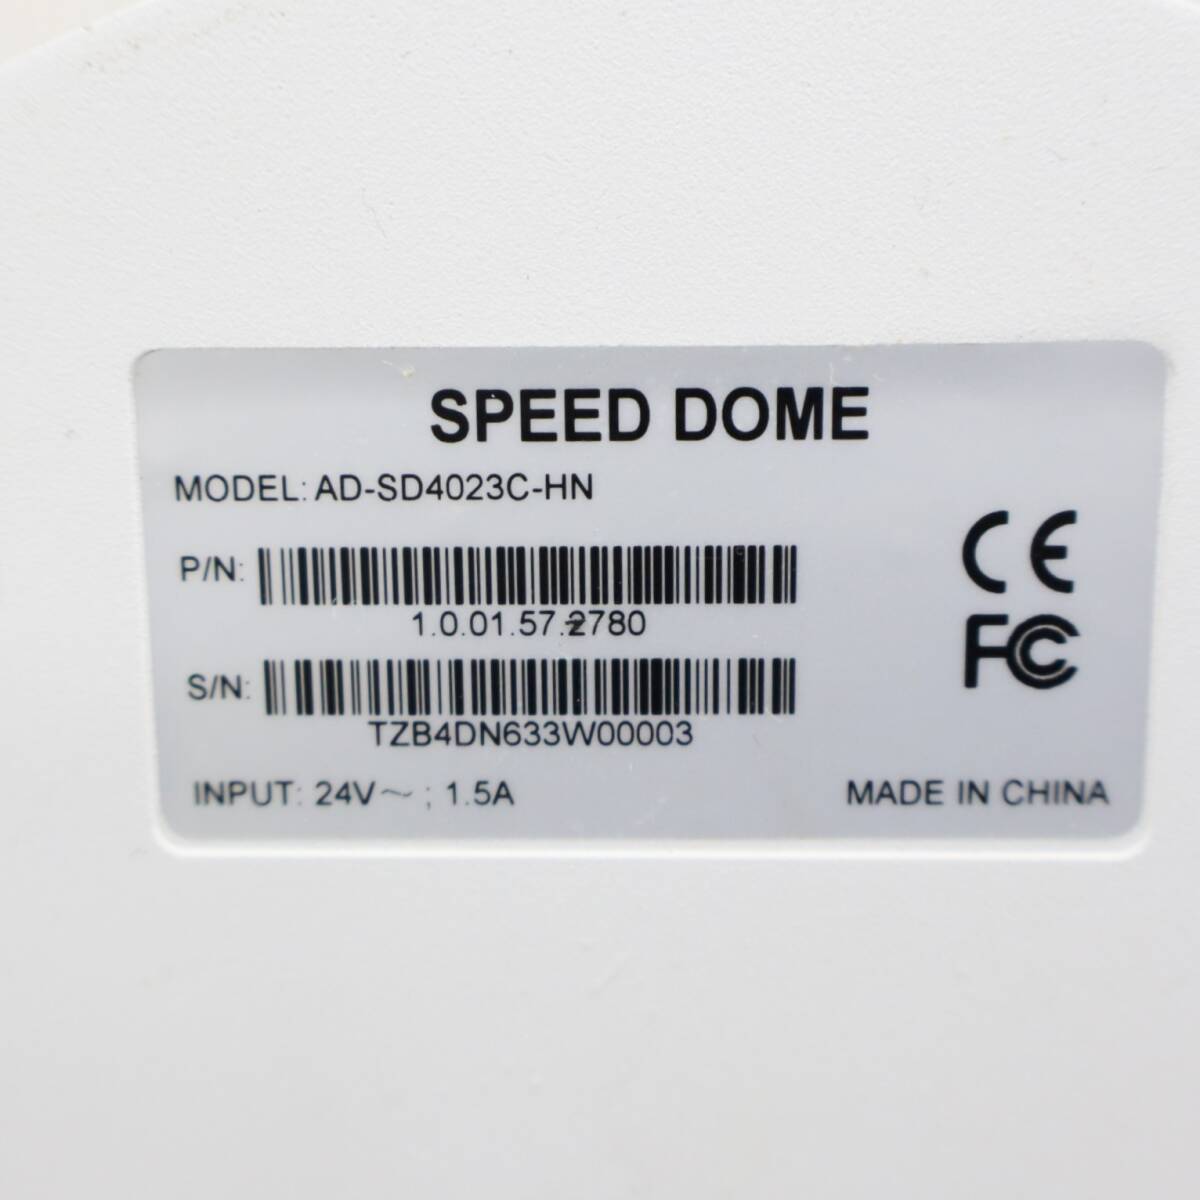 SPEED DOME
MODEL: AD-SD4023C-HN
P/N:
1.0.01.57.2780
S/N:
TZB4DN633W00003
INPUT: 24V～ ; 1.5A
CE
FC
MADE IN CHINA